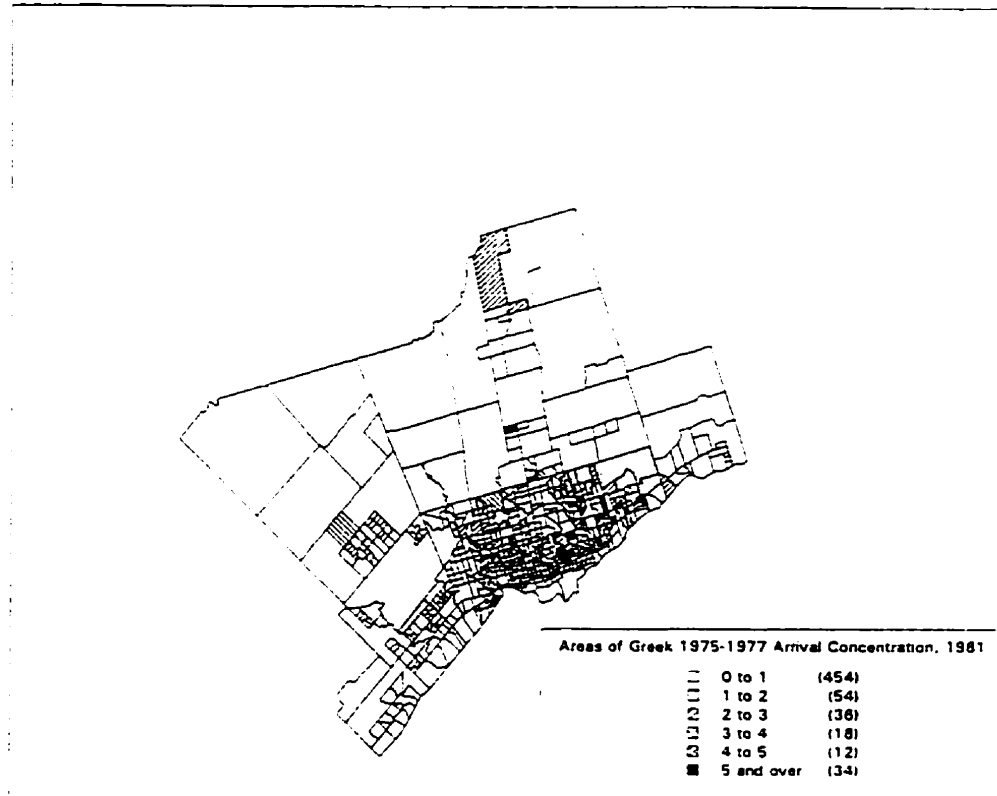 Areas of Greek 1975-1977 Arrival Concentration, 1981
0 to 1 (454)
1 to 2 (54)
2 to 3 (36)
3 to 4 (18)
4 to 5 (12)
5 and over (34)